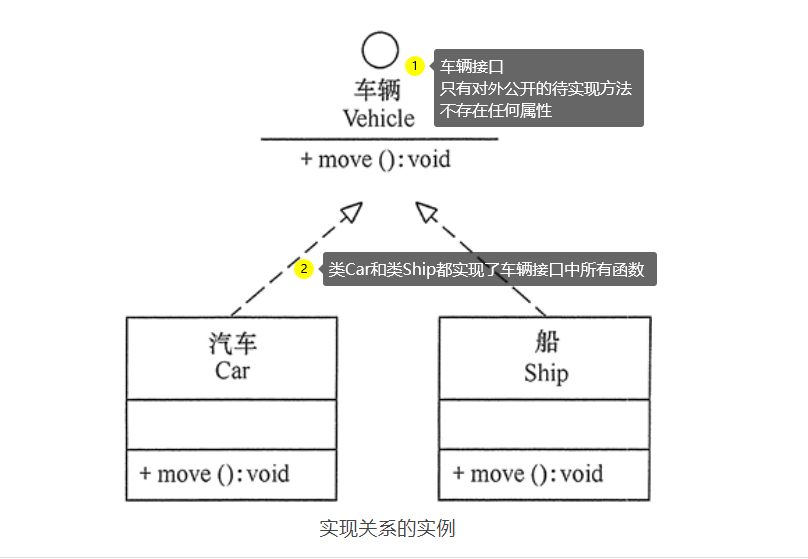 车辆
Vehicle
+ move (): void
1
车辆接口
只有对外公开的待实现方法
不存在任何属性
2
类Car和类Ship都实现了车辆接口中所有函数
汽车
Car
+ move (): void
船
Ship
+ move (): void
实现关系的实例